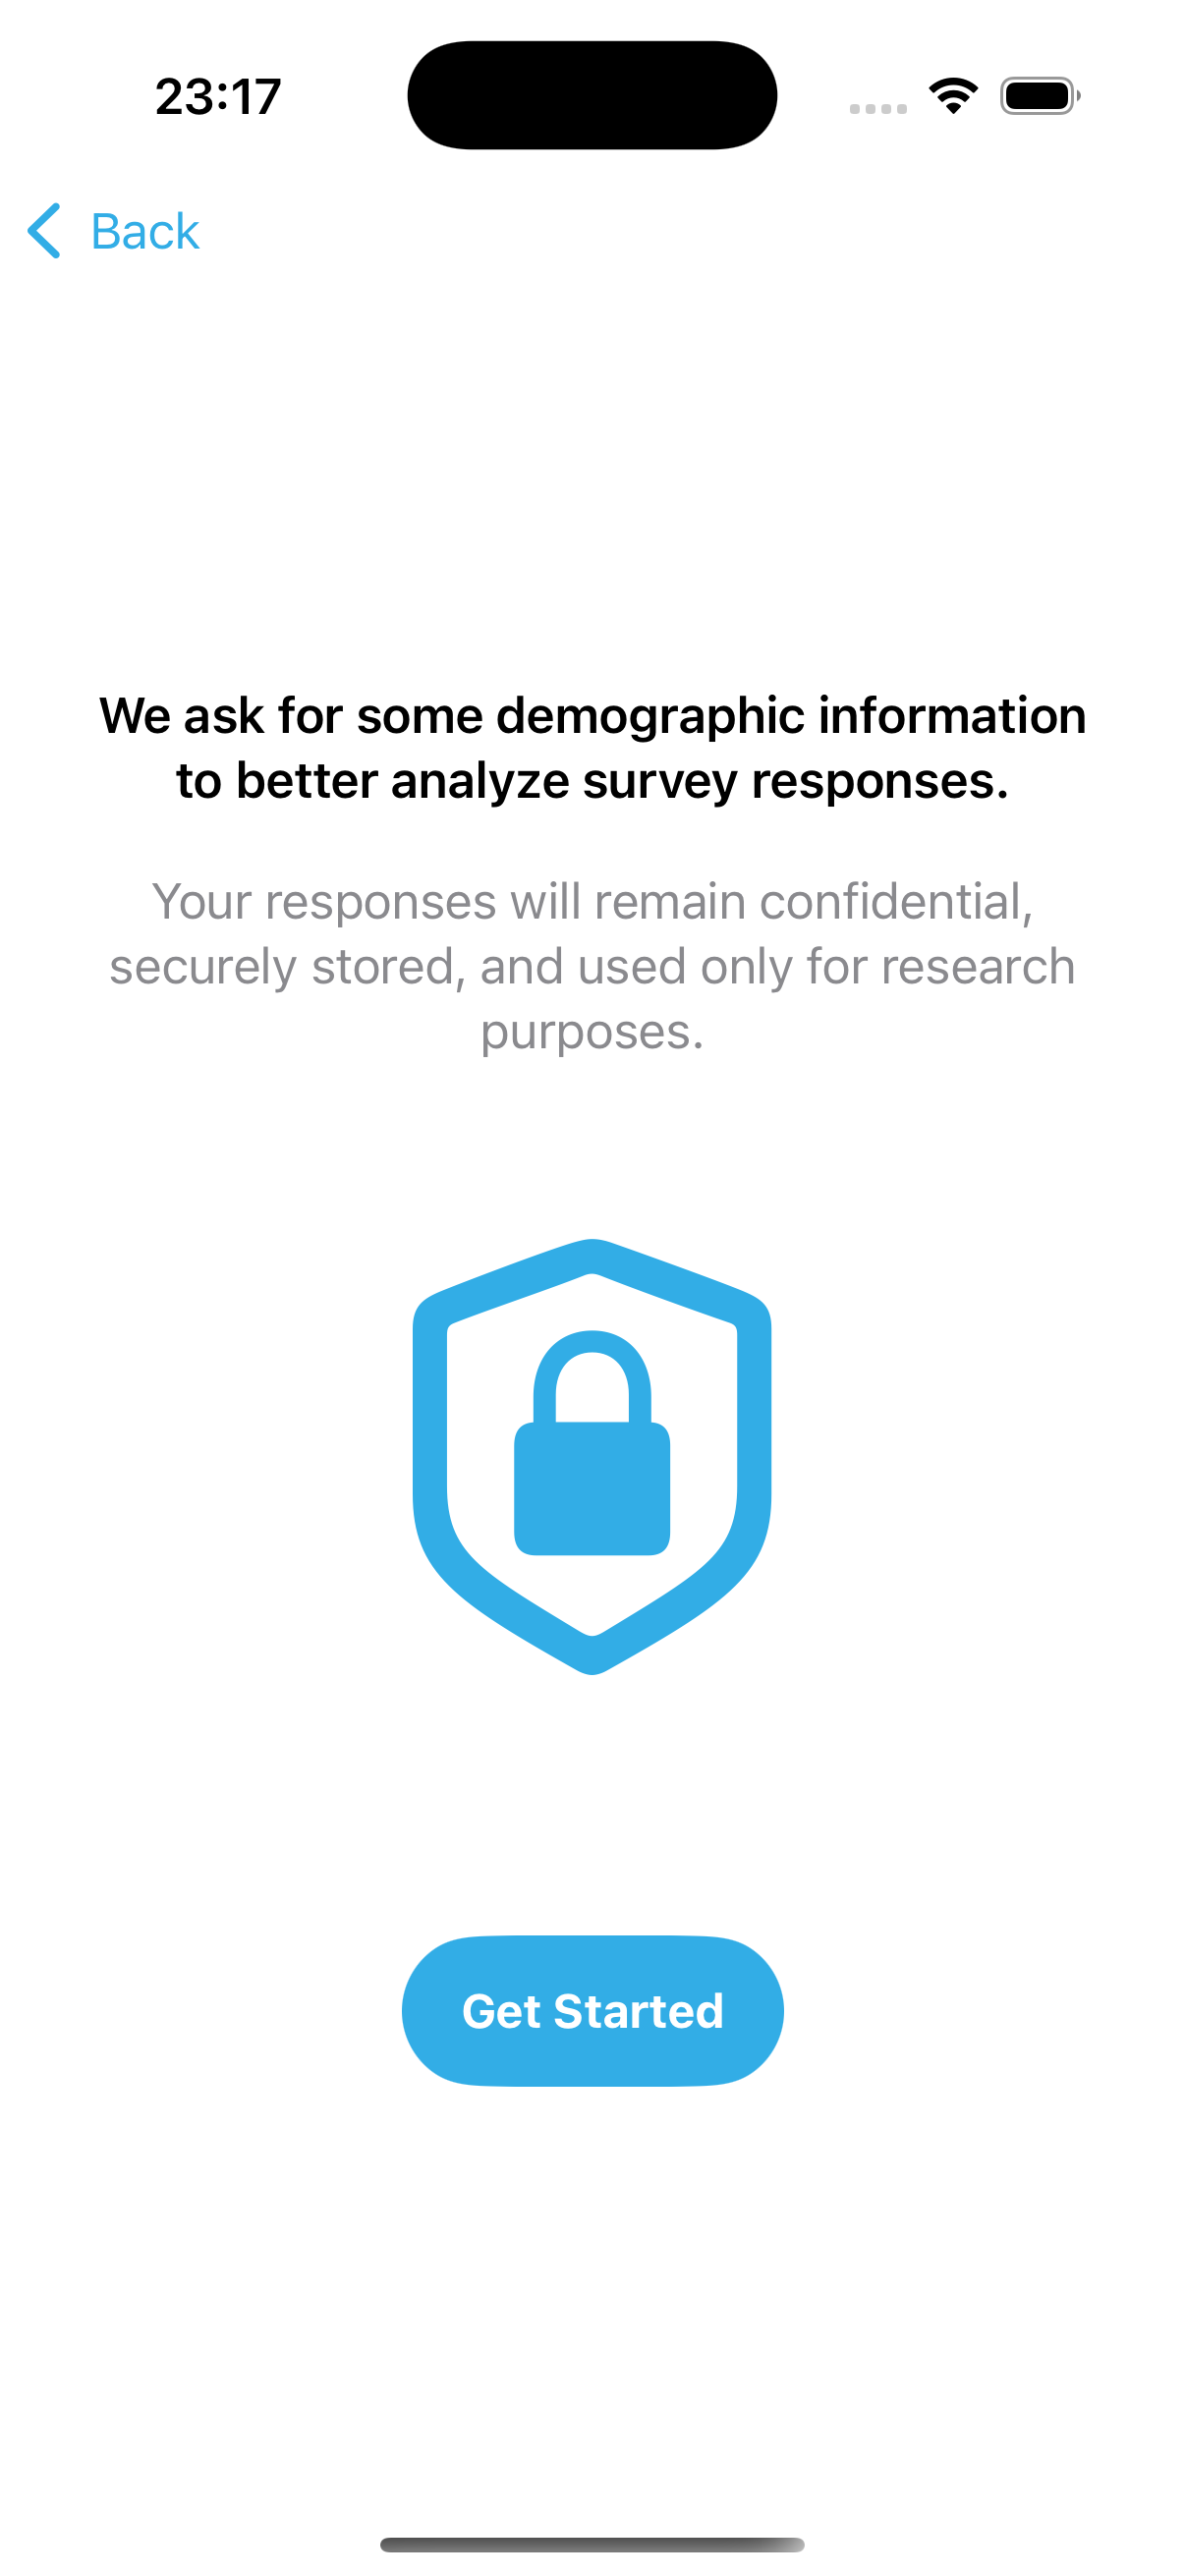 23:17
Back
We ask for some demographic information
to better analyze survey responses.
Your responses will remain confidential,
securely stored, and used only for research
purposes.
Get Started